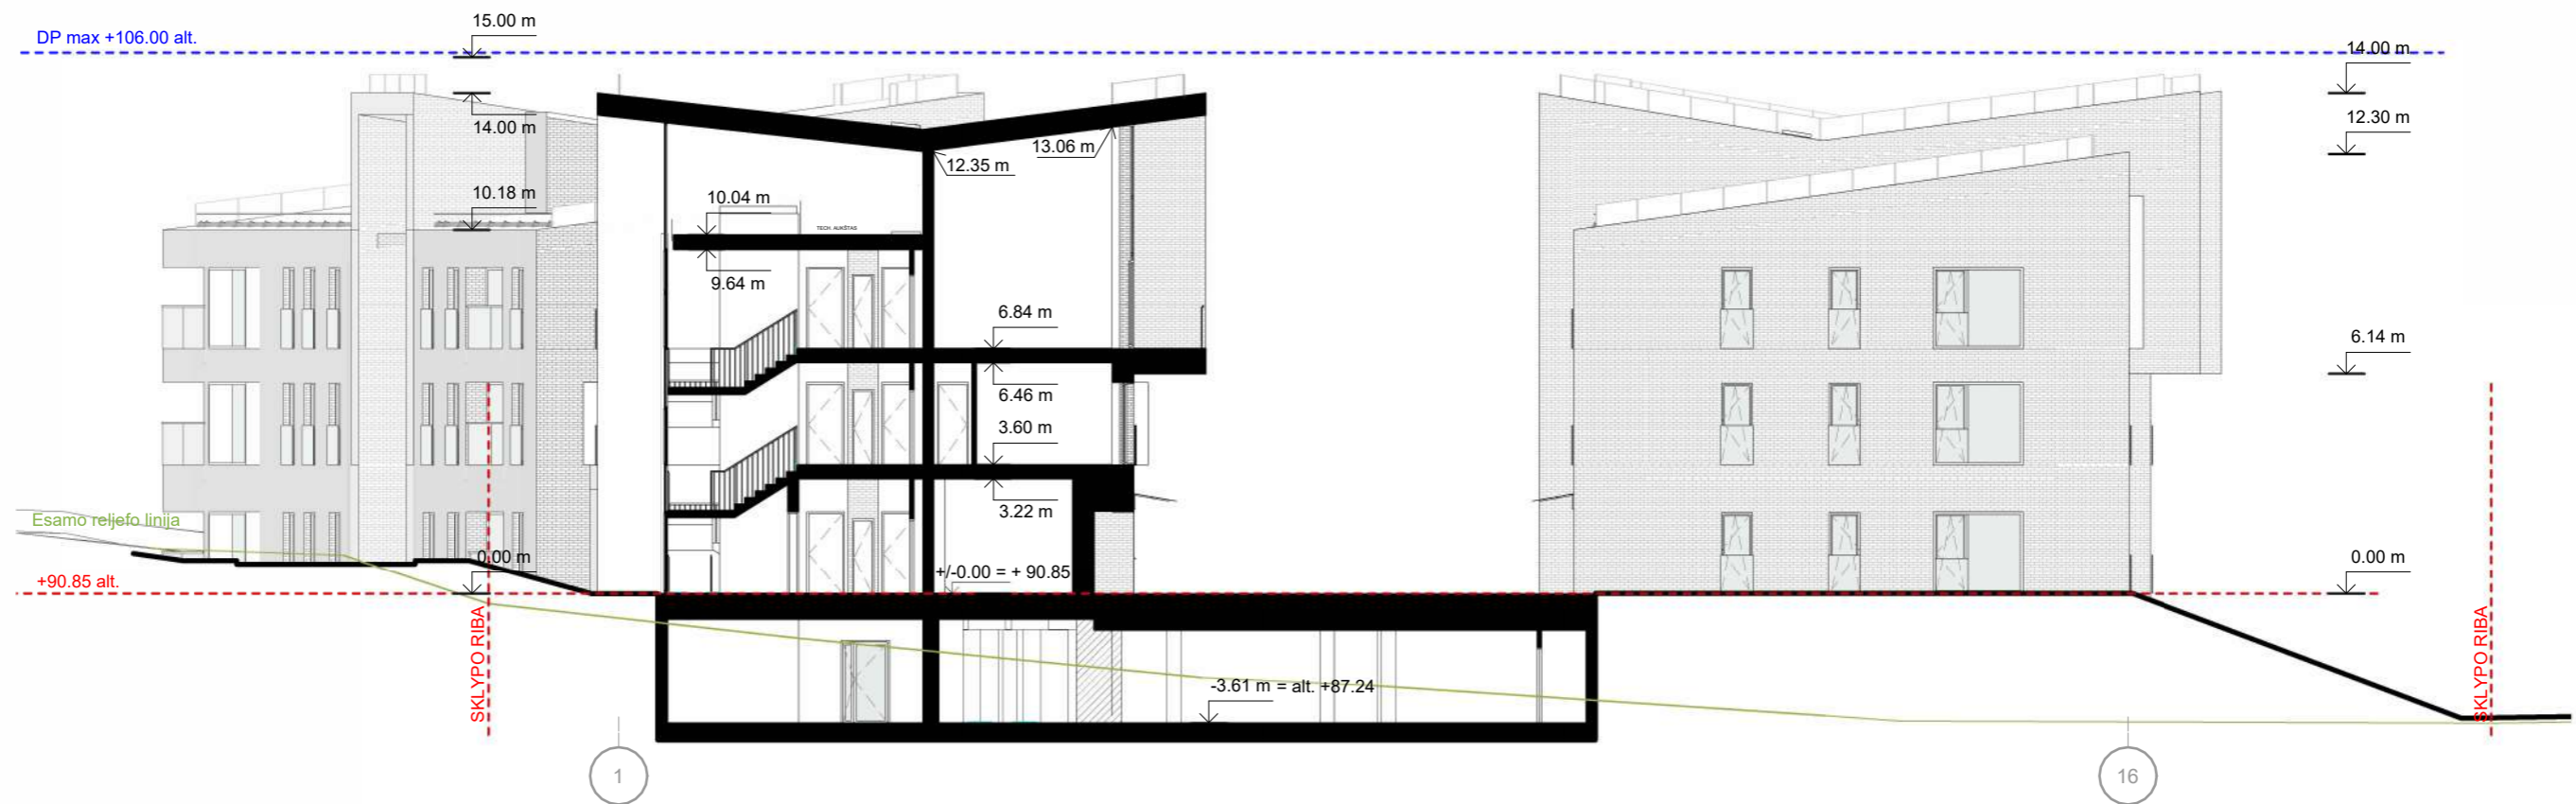 15.00 m
DP max +106.00 alt.
14.00 m
14.00 m
12.30 m
13.06 m
12.35 m
10.18 m
10.04 m
TECH. AUKŠTAS
9.64 m
6.84 m
6.14 m
6.46 m
3.60 m
3.22 m
Esamo reljefo linija
0.00 m
0.00 m
+/-0.00 = + 90.85
+90.85 alt.
SKLYPO RIBA
SKLYPO RIBA
-3.61 m = alt. +87.24
1
16